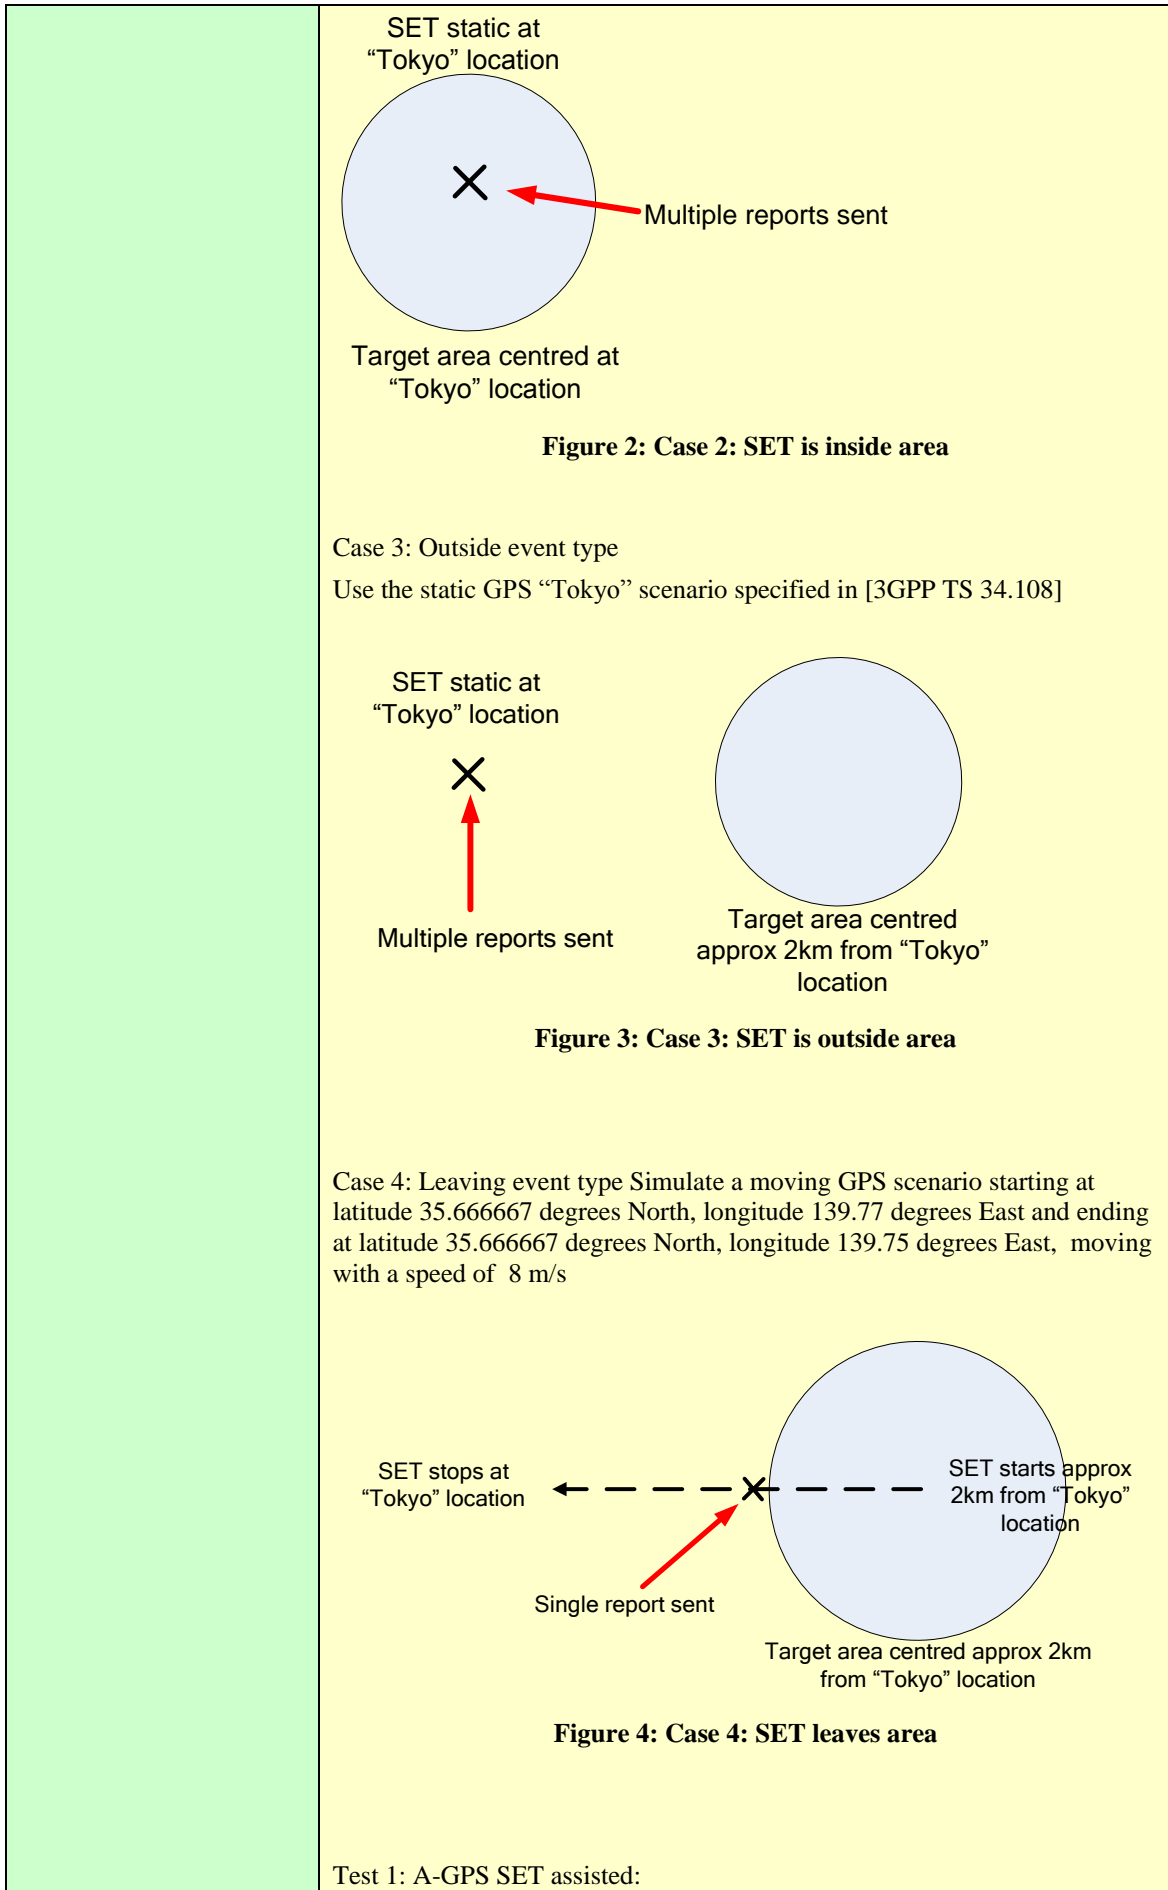 SET static at
“Tokyo” location
Multiple reports sent
Target area centred at
“Tokyo” location
Figure 2: Case 2: SET is inside area
Case 3: Outside event type
Use the static GPS “Tokyo” scenario specified in [3GPP TS 34.108]
SET static at
“Tokyo” location
Multiple reports sent
Target area centred
approx 2km from “Tokyo”
location
Figure 3: Case 3: SET is outside area
Case 4: Leaving event type Simulate a moving GPS scenario starting at
latitude 35.666667 degrees North, longitude 139.77 degrees East and ending
at latitude 35.666667 degrees North, longitude 139.75 degrees East,  moving
with a speed of  8 m/s
SET stops at
“Tokyo” location
SET starts approx
2km from “Tokyo”
location
Single report sent
Target area centred approx 2km
from “Tokyo” location
Figure 4: Case 4: SET leaves area
Test 1: A-GPS SET assisted: